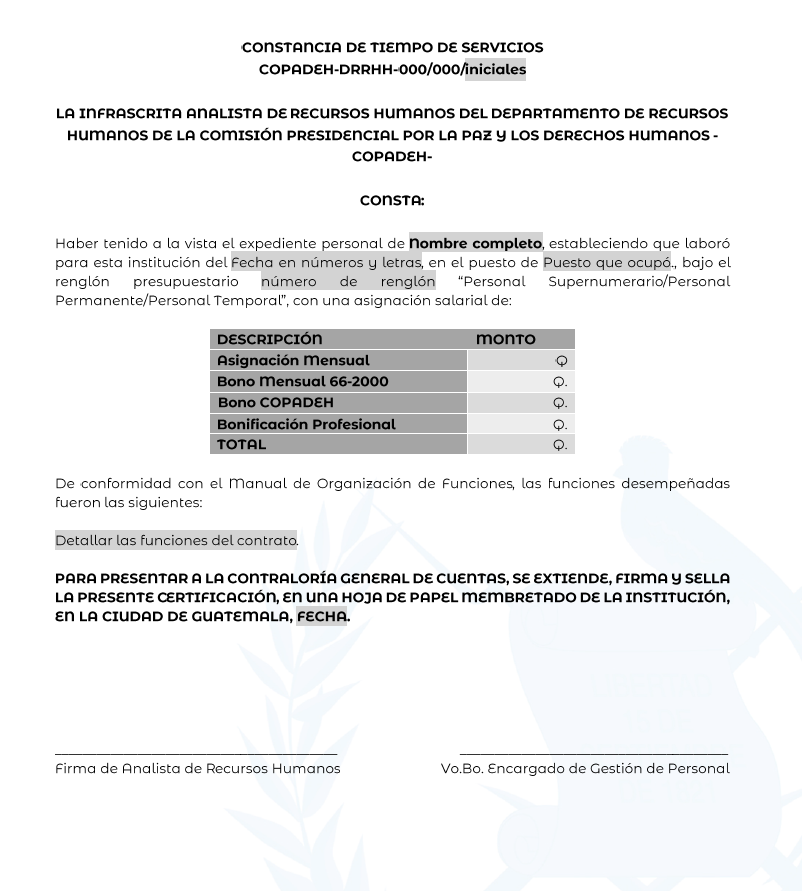 CONSTANCIA DE TIEMPO DE SERVICIOS
COPADEH-DRRHH-000/000/iniciales
LA INFRASCRITA ANALISTA DE RECURSOS HUMANOS DEL DEPARTAMENTO DE RECURSOS
HUMANOS DE LA COMISIÓN PRESIDENCIAL POR LA PAZ Y LOS DERECHOS HUMANOS -
COPADEH-
CONSTA:
Haber tenido a la vista el expediente personal de Nombre completo, estableciendo que laboró
para esta institución del Fecha en números y letras, en el puesto de Puesto que ocupó., bajo el
renglón presupuestario número de renglón “Personal Supernumerario/Personal
Permanente/Personal Temporal”, con una asignación salarial de:
DESCRIPCIÓN MONTO
Asignación Mensual Q
Bono Mensual 66-2000 Q.
Bono COPADEH Q.
Bonificación Profesional Q.
TOTAL Q.
De conformidad con el Manual de Organización de Funciones, las funciones desempeñadas
fueron las siguientes:
Detallar las funciones del contrato.
PARA PRESENTAR A LA CONTRALORÍA GENERAL DE CUENTAS, SE EXTIENDE, FIRMA Y SELLA
LA PRESENTE CERTIFICACIÓN, EN UNA HOJA DE PAPEL MEMBRETADO DE LA INSTITUCIÓN,
EN LA CIUDAD DE GUATEMALA, FECHA.
Firma de Analista de Recursos Humanos Vo.Bo. Encargado de Gestión de Personal